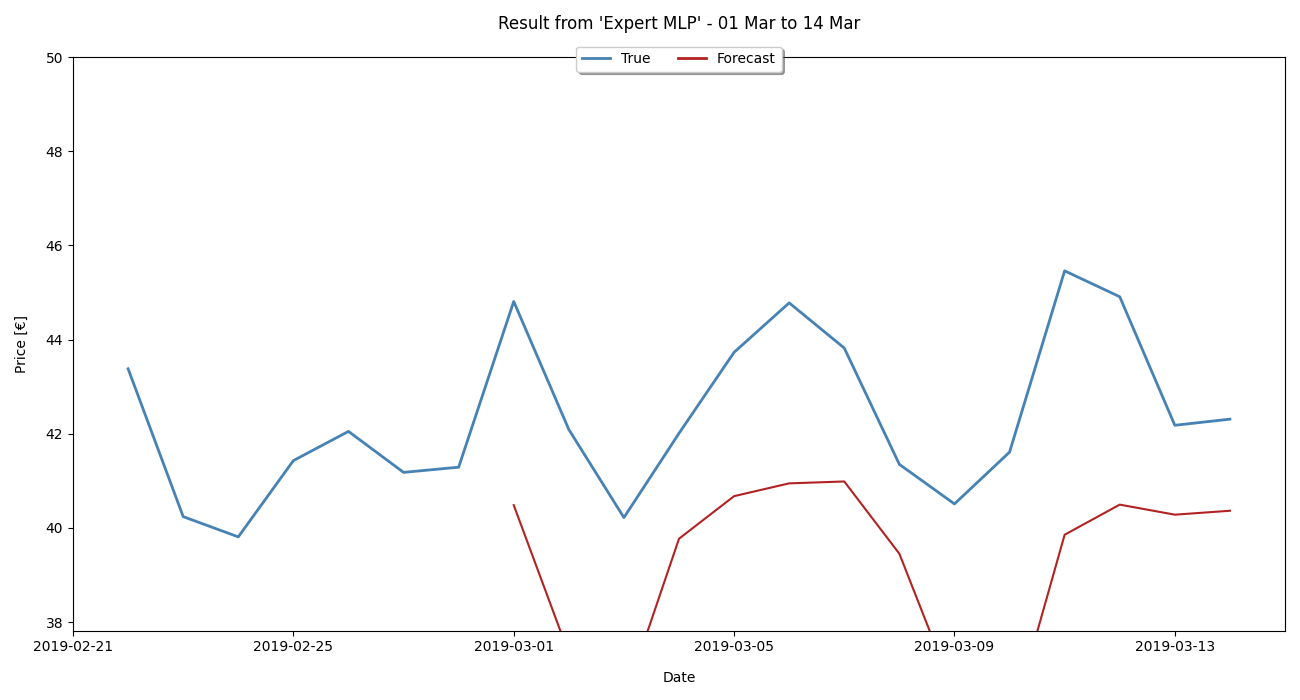 Result from 'Expert MLP' - 01 Mar to 14 Mar
True Forecast
50
48
46
44
42
40
38
Price [€]
2019-02-21 2019-02-25 2019-03-01 2019-03-05 2019-03-09 2019-03-13
Date